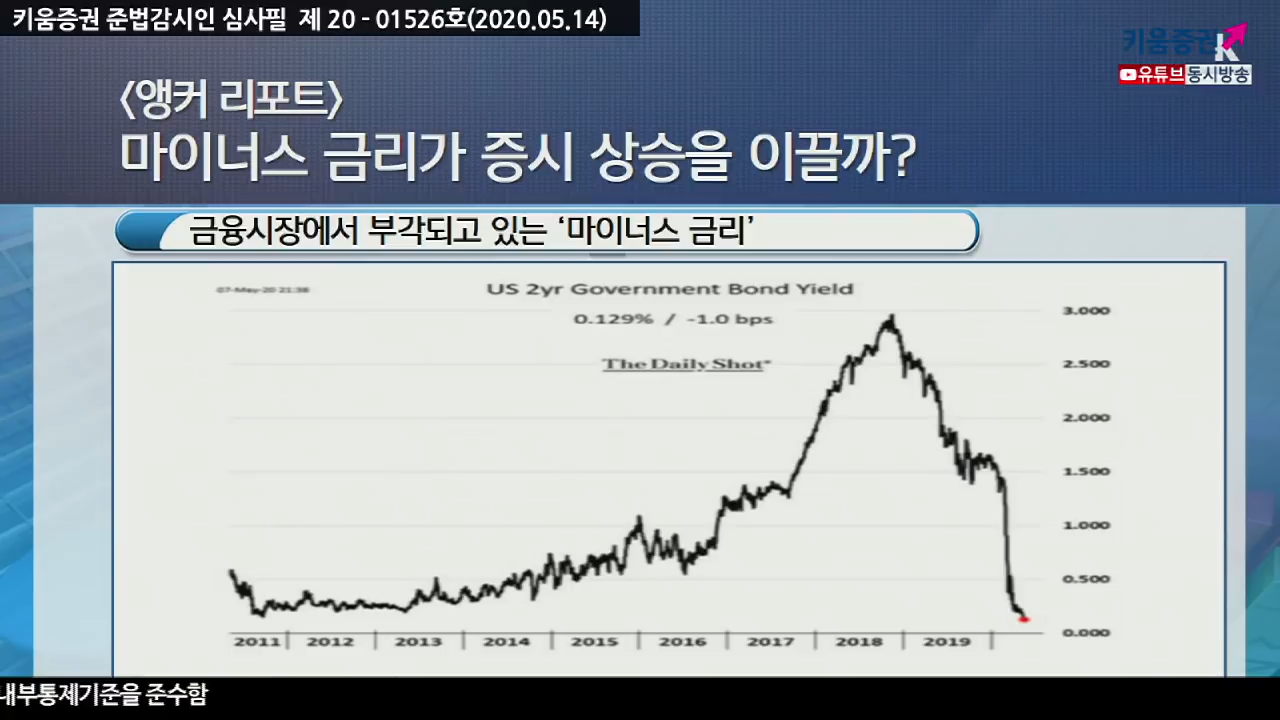 키움증권 준법감시인 심사필 제 20 - 01526호(2020.05.14)
키움증권
유튜브 동시방송
<앵커 리포트>
마이너스 금리가 증시 상승을 이끌까?
금융시장에서 부각되고 있는 ‘마이너스 금리’
07-May-20 21:38
US 2yr Government Bond Yield
0.129% / -1.0 bps
The Daily Shot
3.000
2.500
2.000
1.500
1.000
0.500
0.000
2011 2012 2013 2014 2015 2016 2017 2018 2019
내부통제기준을 준수함